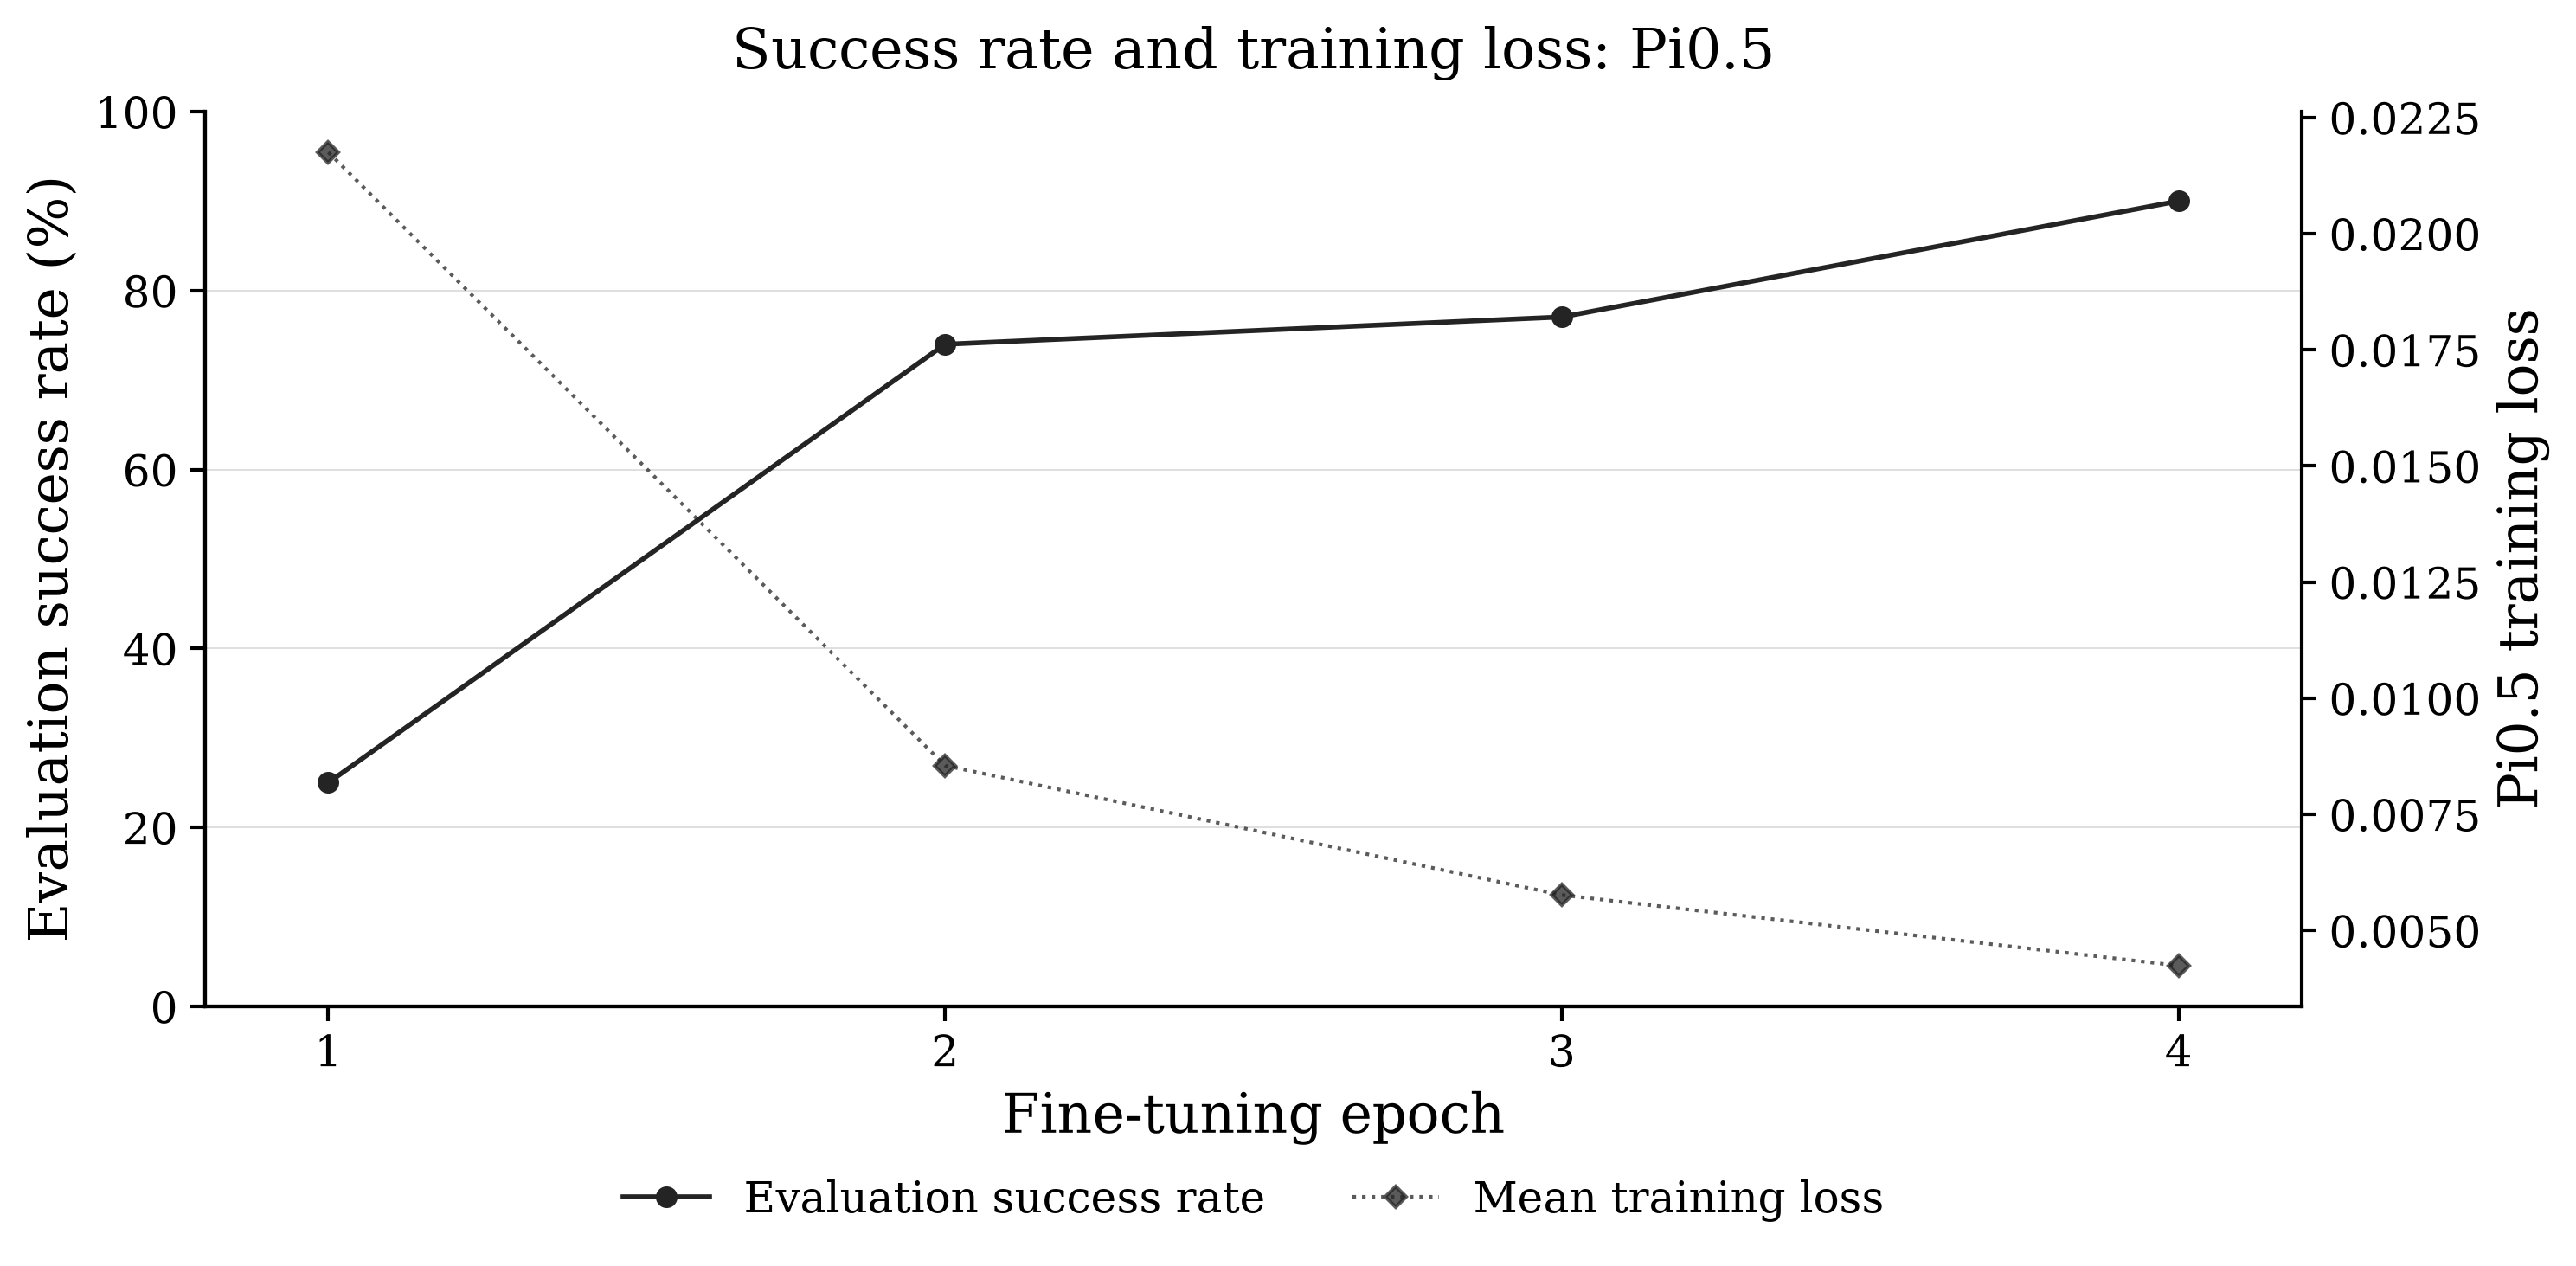 Success rate and training loss: Pi0.5
Evaluation success rate (%)
100
80
60
40
20
0
0.0225
0.0200
0.0175
0.0150
0.0125
0.0100
0.0075
0.0050
Pi0.5 training loss
1 2 3 4
Fine-tuning epoch
Evaluation success rate Mean training loss